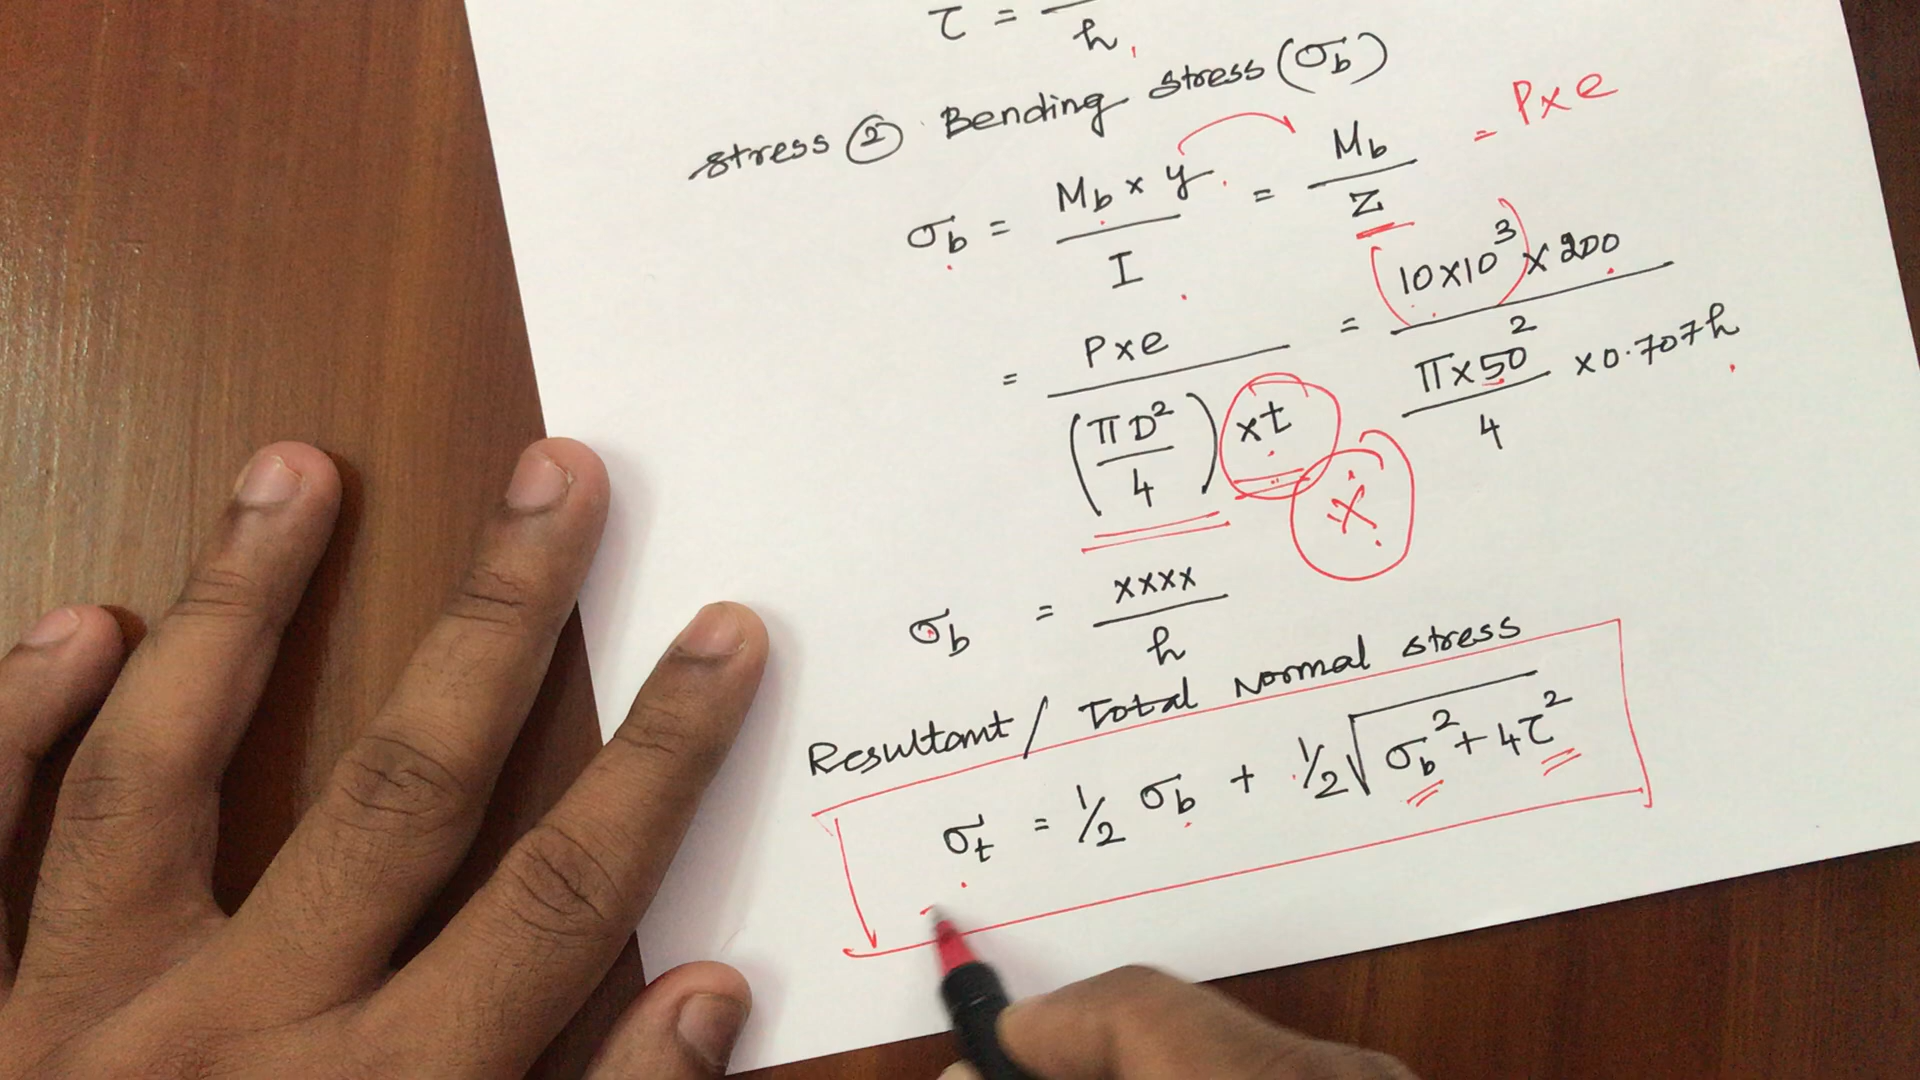 τ = ― / h
stress ② Bending stress (σb)
σb = Mb × y / I = Mb / Z = P×e
= P×e / (πD²/4) ×t = (10×10³) × 200 / π×50²/4 ×0.707h
x
σb = xxxx / h
Resultant / Total Normal stress
σt = 1/2 σb + 1/2 √σb² + 4τ²